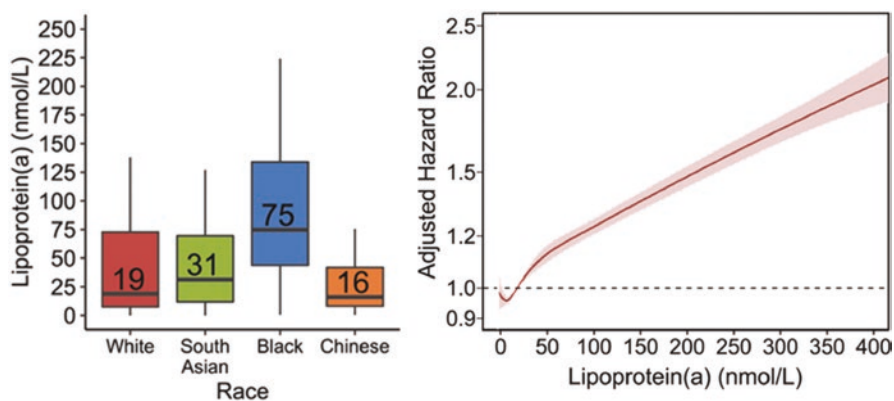 Lipoprotein(a) (nmol/L)
250
225
200
175
150
125
100
75
50
25
0
19
31
75
16
White
South
Asian
Black
Chinese
Race
Adjusted Hazard Ratio
2.5
2.0
1.5
1.2
1.0
0.9
0 50 100 150 200 250 300 350 400
Lipoprotein(a) (nmol/L)